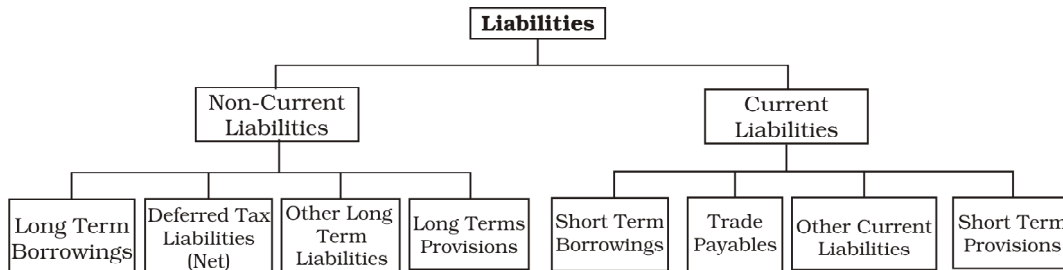 Liabilities
Non-Current
Liabilitics
Current
Liabilities
Long Term
Borrowings
Deferred Tax
Liabilities
(Net)
Other Long
Term
Liabilities
Long Terms
Provisions
Short Term
Borrowings
Trade
Payables
Other Current
Liabilities
Short Term
Provisions